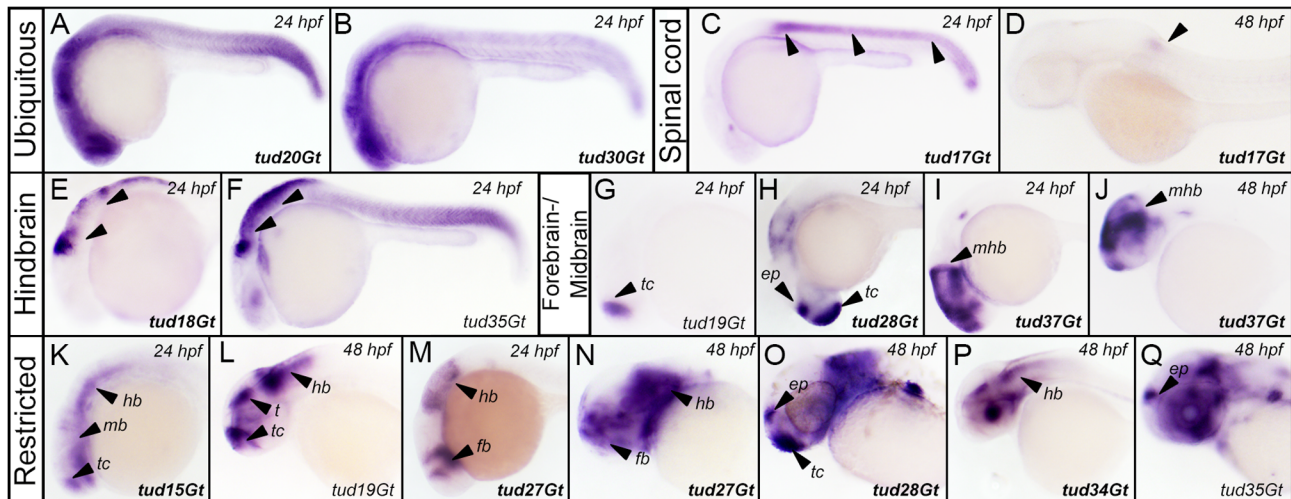 Ubiquitous
A
24 hpf
tud20Gt
B
24 hpf
tud30Gt
Spinal cord
C
24 hpf
tud17Gt
D
48 hpf
tud17Gt
Hindbrain
E
24 hpf
tud18Gt
F
24 hpf
tud35Gt
Forebrain-/
Midbrain
G
24 hpf
tc
tud19Gt
H
24 hpf
ep
tc
tud28Gt
I
24 hpf
mhb
tud37Gt
J
48 hpf
mhb
tud37Gt
Restricted
K
24 hpf
hb
mb
tc
tud15Gt
L
48 hpf
hb
t
tc
tud19Gt
M
24 hpf
hb
fb
tud27Gt
N
48 hpf
hb
fb
tud27Gt
O
48 hpf
ep
tc
tud28Gt
P
48 hpf
hb
tud34Gt
Q
48 hpf
ep
tud35Gt